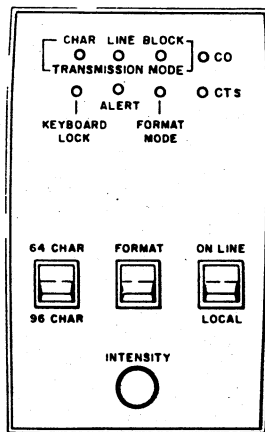 CHAR LINE BLOCK
CO
TRANSMISSION MODE
ALERT
CTS
KEYBOARD LOCK
FORMAT MODE
64 CHAR
FORMAT
ON LINE
96 CHAR
LOCAL
INTENSITY